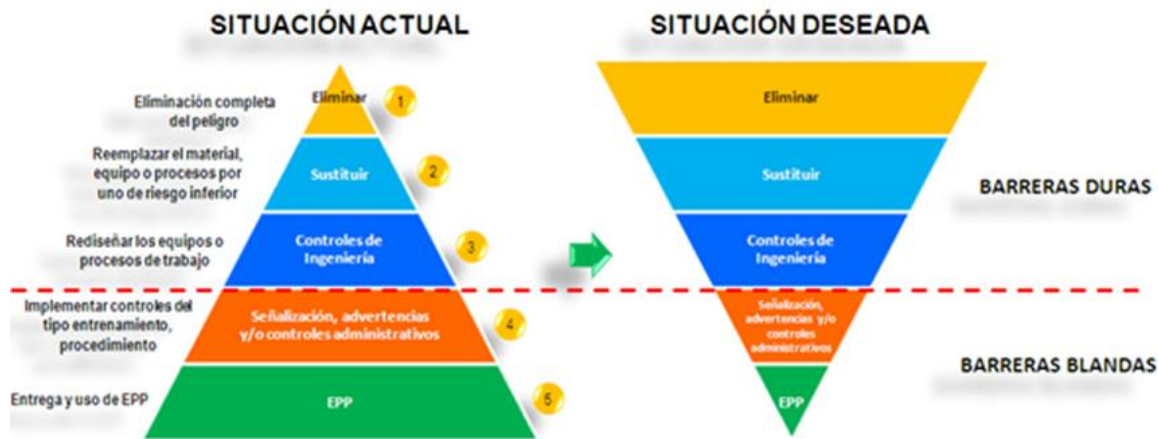 SITUACIÓN ACTUAL
Eliminación completa
del peligro
Eliminar
1
Reemplazar el material,
equipo o procesos por
uno de riesgo inferior
Sustituir
2
Rediseñar los equipos o
procesos de trabajo
Controles de
Ingeniería
3
Implementar controles del
tipo entrenamiento,
procedimiento
Señalización, advertencias
y/o controles administrativos
4
Entrega y uso de EPP
EPP
5
SITUACIÓN DESEADA
Eliminar
Sustituir
Controles de
Ingeniería
Señalización,
advertencias y/o
controles
administrativos
EPP
BARRERAS DURAS
BARRERAS BLANDAS